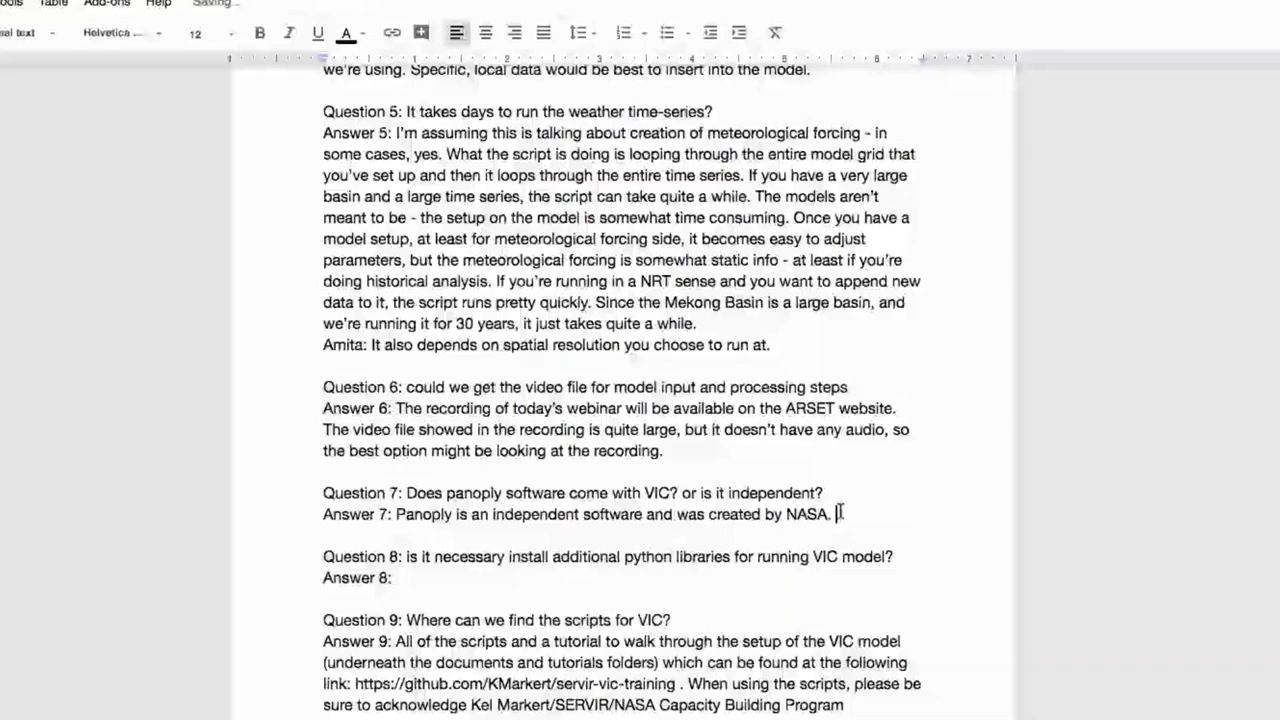 ools Table Add-ons Help Saving...
al text Helvetica ... 12 B I U A
1 1 2 3 4 5 6 7
we're using. Specific, local data would be best to insert into the model.
Question 5: It takes days to run the weather time-series?
Answer 5: I'm assuming this is talking about creation of meteorological forcing - in
some cases, yes. What the script is doing is looping through the entire model grid that
you've set up and then it loops through the entire time series. If you have a very large
basin and a large time series, the script can take quite a while. The models aren't
meant to be - the setup on the model is somewhat time consuming. Once you have a
model setup, at least for meteorological forcing side, it becomes easy to adjust
parameters, but the meteorological forcing is somewhat static info - at least if you're
doing historical analysis. If you're running in a NRT sense and you want to append new
data to it, the script runs pretty quickly. Since the Mekong Basin is a large basin, and
we're running it for 30 years, it just takes quite a while.
Amita: It also depends on spatial resolution you choose to run at.
Question 6: could we get the video file for model input and processing steps
Answer 6: The recording of today's webinar will be available on the ARSET website.
The video file showed in the recording is quite large, but it doesn't have any audio, so
the best option might be looking at the recording.
Question 7: Does panoply software come with VIC? or is it independent?
Answer 7: Panoply is an independent software and was created by NASA.
Question 8: is it necessary install additional python libraries for running VIC model?
Answer 8:
Question 9: Where can we find the scripts for VIC?
Answer 9: All of the scripts and a tutorial to walk through the setup of the VIC model
(underneath the documents and tutorials folders) which can be found at the following
link: https://github.com/KMarkert/servir-vic-training . When using the scripts, please be
sure to acknowledge Kel Markert/SERVIR/NASA Capacity Building Program